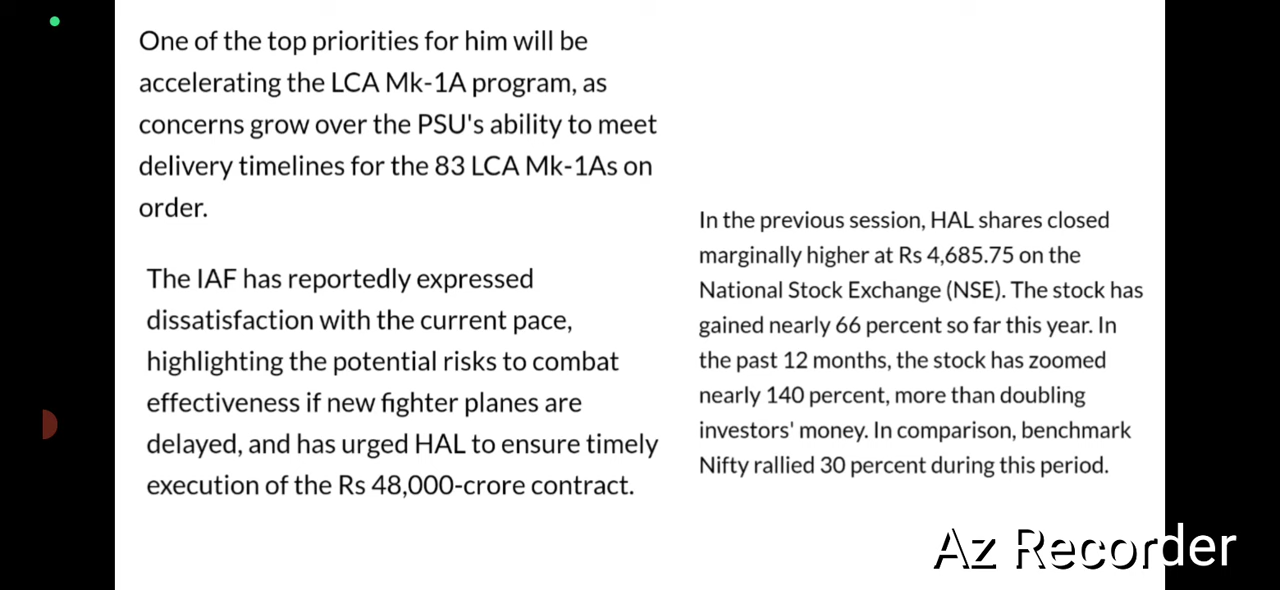 One of the top priorities for him will be
accelerating the LCA Mk-1A program, as
concerns grow over the PSU's ability to meet
delivery timelines for the 83 LCA Mk-1As on
order.
The IAF has reportedly expressed
dissatisfaction with the current pace,
highlighting the potential risks to combat
effectiveness if new fighter planes are
delayed, and has urged HAL to ensure timely
execution of the Rs 48,000-crore contract.
In the previous session, HAL shares closed
marginally higher at Rs 4,685.75 on the
National Stock Exchange (NSE). The stock has
gained nearly 66 percent so far this year. In
the past 12 months, the stock has zoomed
nearly 140 percent, more than doubling
investors' money. In comparison, benchmark
Nifty rallied 30 percent during this period.
Az Recorder